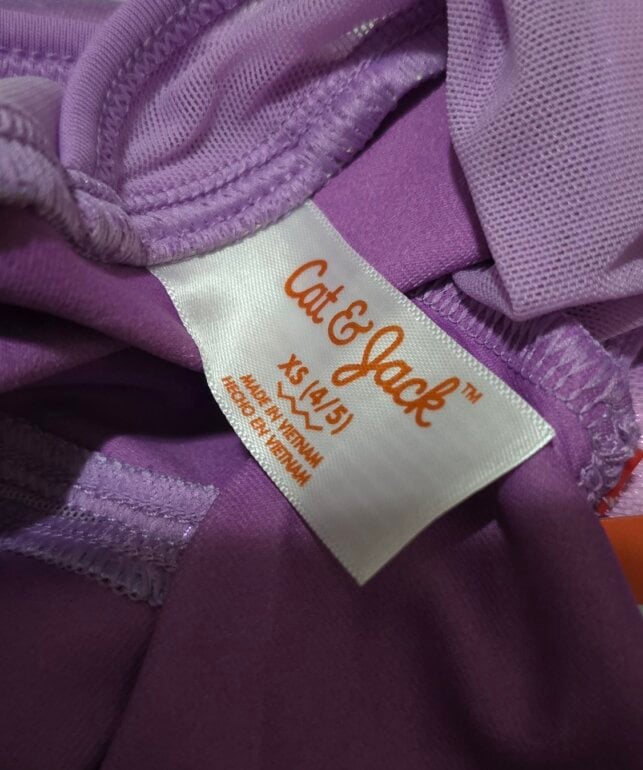 Cat & Jack™
XS (4/5)
MADE IN VIETNAM
HECHO EN VIETNAM